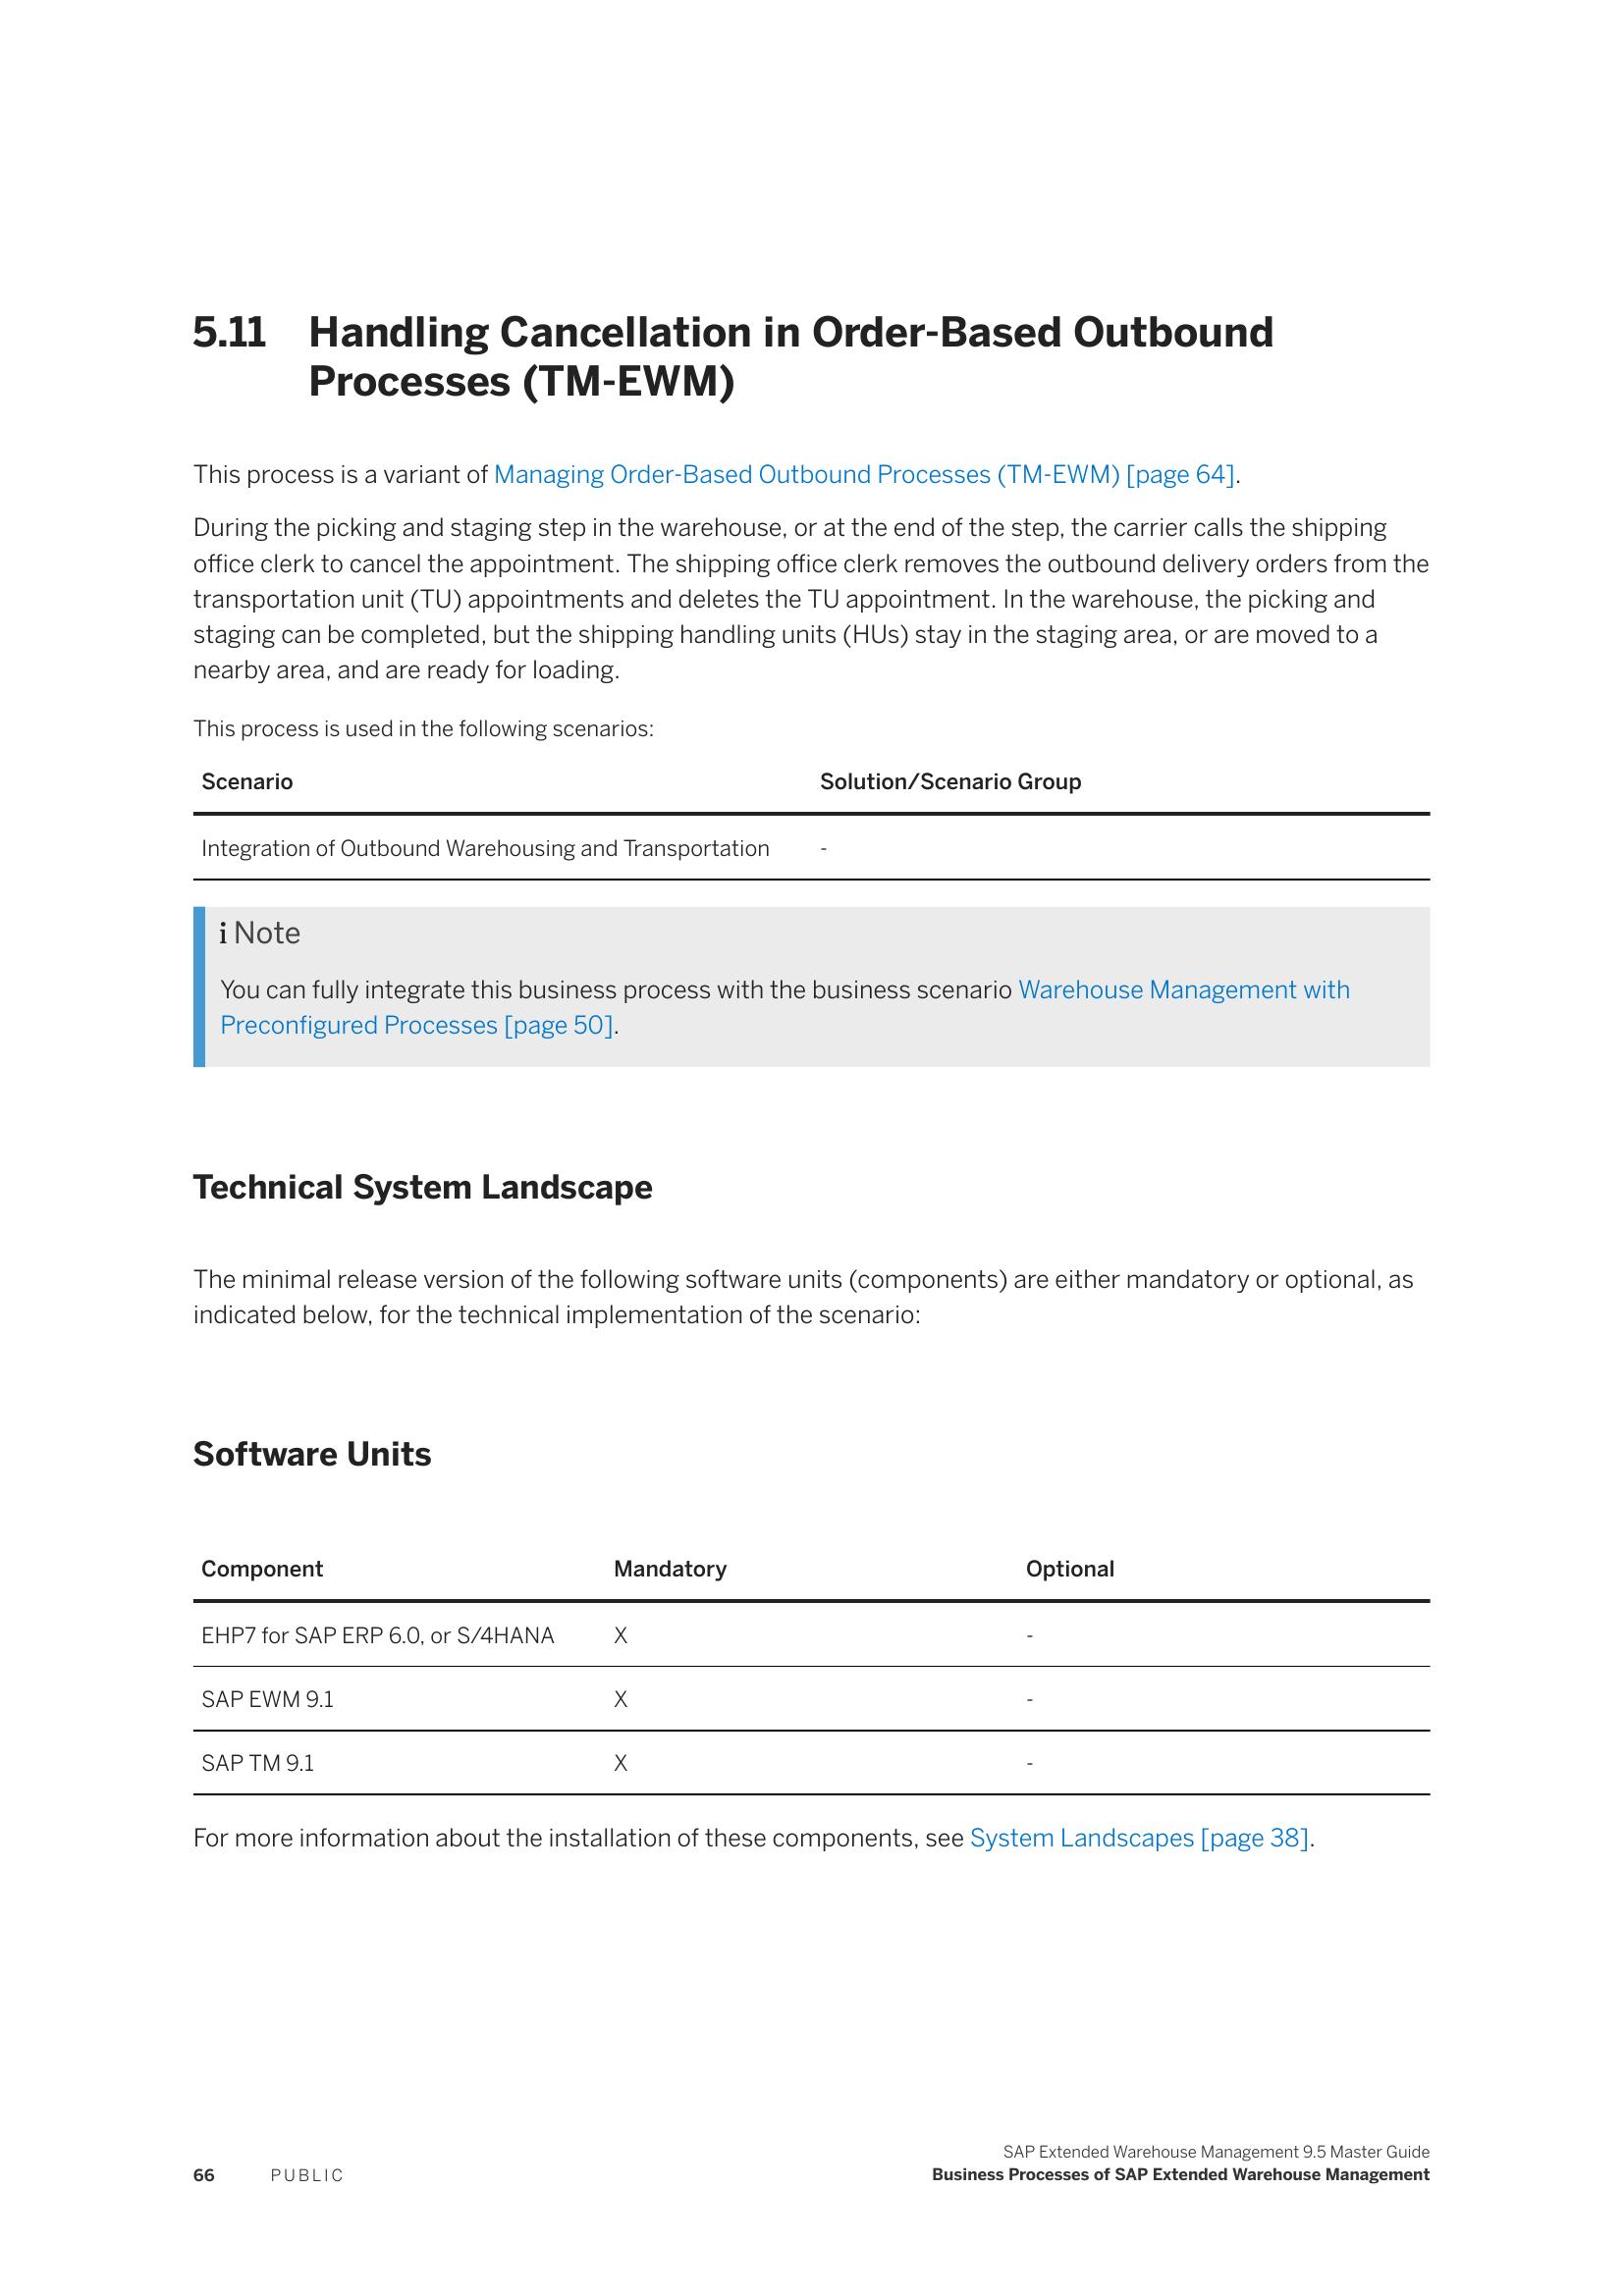 5.11 Handling Cancellation in Order-Based Outbound
Processes (TM-EWM)
This process is a variant of Managing Order-Based Outbound Processes (TM-EWM) [page 64].
During the picking and staging step in the warehouse, or at the end of the step, the carrier calls the shipping
office clerk to cancel the appointment. The shipping office clerk removes the outbound delivery orders from the
transportation unit (TU) appointments and deletes the TU appointment. In the warehouse, the picking and
staging can be completed, but the shipping handling units (HUs) stay in the staging area, or are moved to a
nearby area, and are ready for loading.
This process is used in the following scenarios:
Scenario Solution/Scenario Group
Integration of Outbound Warehousing and Transportation -
i Note
You can fully integrate this business process with the business scenario Warehouse Management with
Preconfigured Processes [page 50].
Technical System Landscape
The minimal release version of the following software units (components) are either mandatory or optional, as
indicated below, for the technical implementation of the scenario:
Software Units
Component Mandatory Optional
EHP7 for SAP ERP 6.0, or S/4HANA X -
SAP EWM 9.1 X -
SAP TM 9.1 X -
For more information about the installation of these components, see System Landscapes [page 38].
SAP Extended Warehouse Management 9.5 Master Guide
66 PUBLIC Business Processes of SAP Extended Warehouse Management